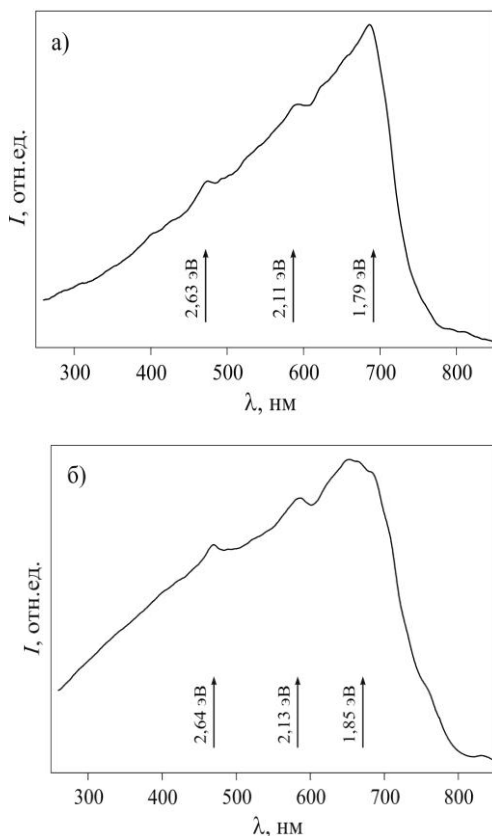 а)
I, отн.ед.
2,63 эВ
2,11 эВ
1,79 эВ
300 400 500 600 700 800
λ, нм
б)
I, отн.ед.
2,64 эВ
2,13 эВ
1,85 эВ
300 400 500 600 700 800
λ, нм